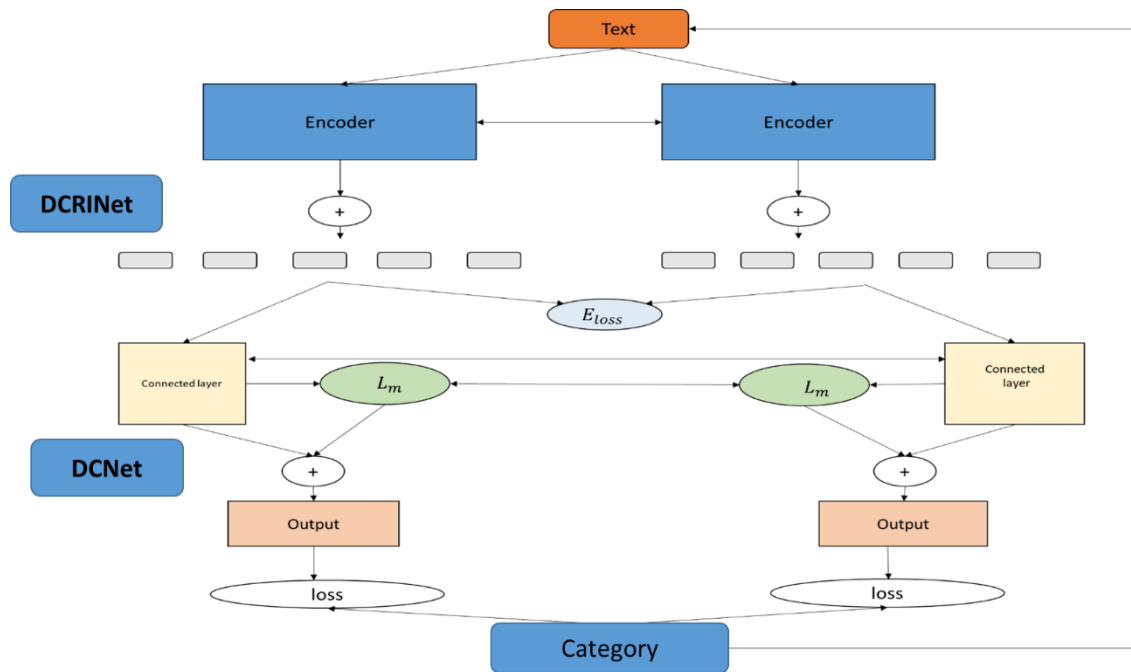 Text
Encoder
Encoder
DCRINet
+
+
E_loss
Connected layer
L_m
L_m
Connected
layer
DCNet
+
+
Output
Output
loss
loss
Category